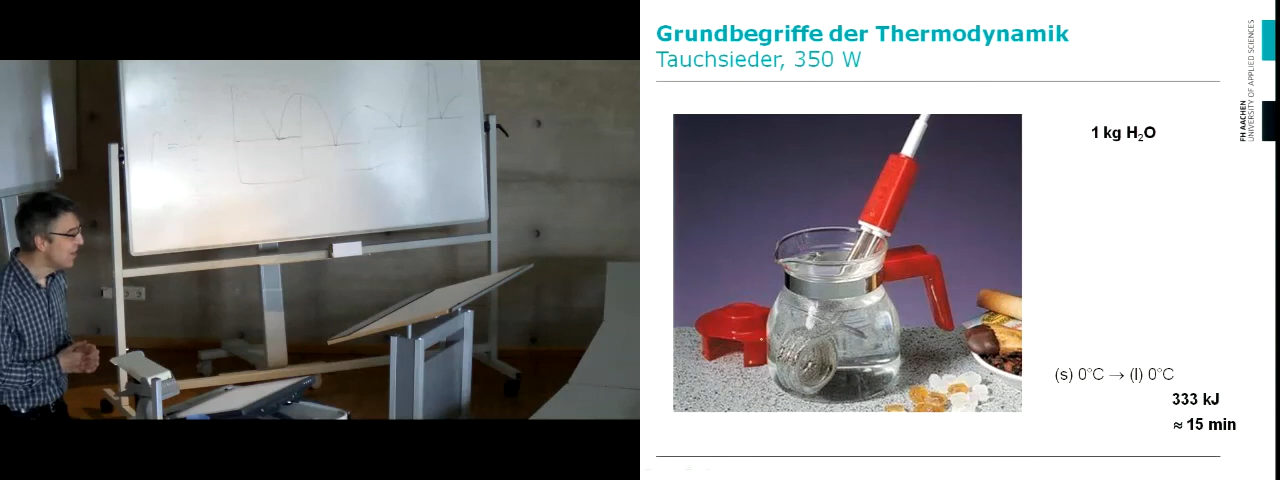 Grundbegriffe der Thermodynamik
Tauchsieder, 350 W
FH AACHEN
UNIVERSITY OF APPLIED SCIENCES
1 kg H₂O
(s) 0°C → (l) 0°C
333 kJ
≈ 15 min